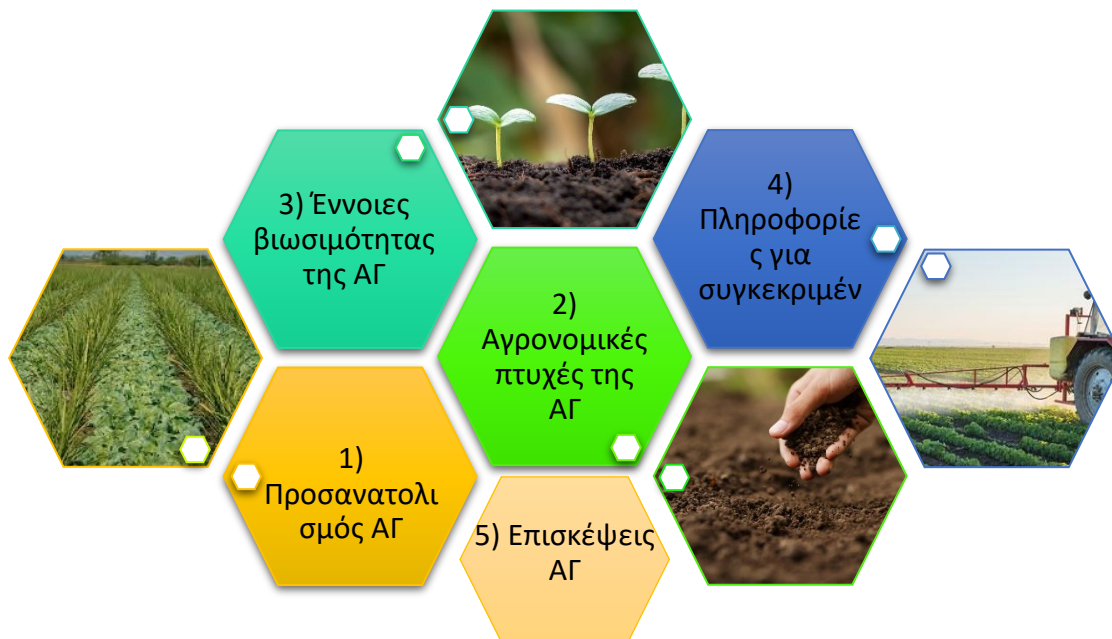 3) Έννοιες
βιωσιμότητας
της ΑΓ
4)
Πληροφορίε
ς για
συγκεκριμέν
2)
Αγρονομικές
πτυχές της
ΑΓ
1)
Προσανατολι
σμός ΑΓ
5) Επισκέψεις
ΑΓ